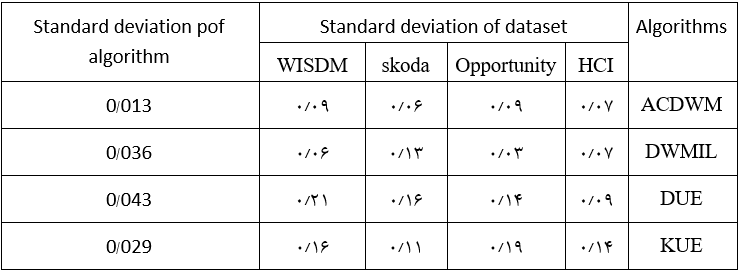 Standard deviation pof algorithm Standard deviation of dataset Algorithms
WISDM skoda Opportunity HCI
0/013 ۰/۰۹ ۰/۰۶ ۰/۰۹ ۰/۰۷ ACDWM
0/036 ۰/۰۶ ۰/۱۳ ۰/۰۳ ۰/۰۷ DWMIL
0/043 ۰/۲۱ ۰/۱۶ ۰/۱۴ ۰/۰۹ DUE
0/029 ۰/۱۶ ۰/۱۱ ۰/۱۹ ۰/۱۴ KUE